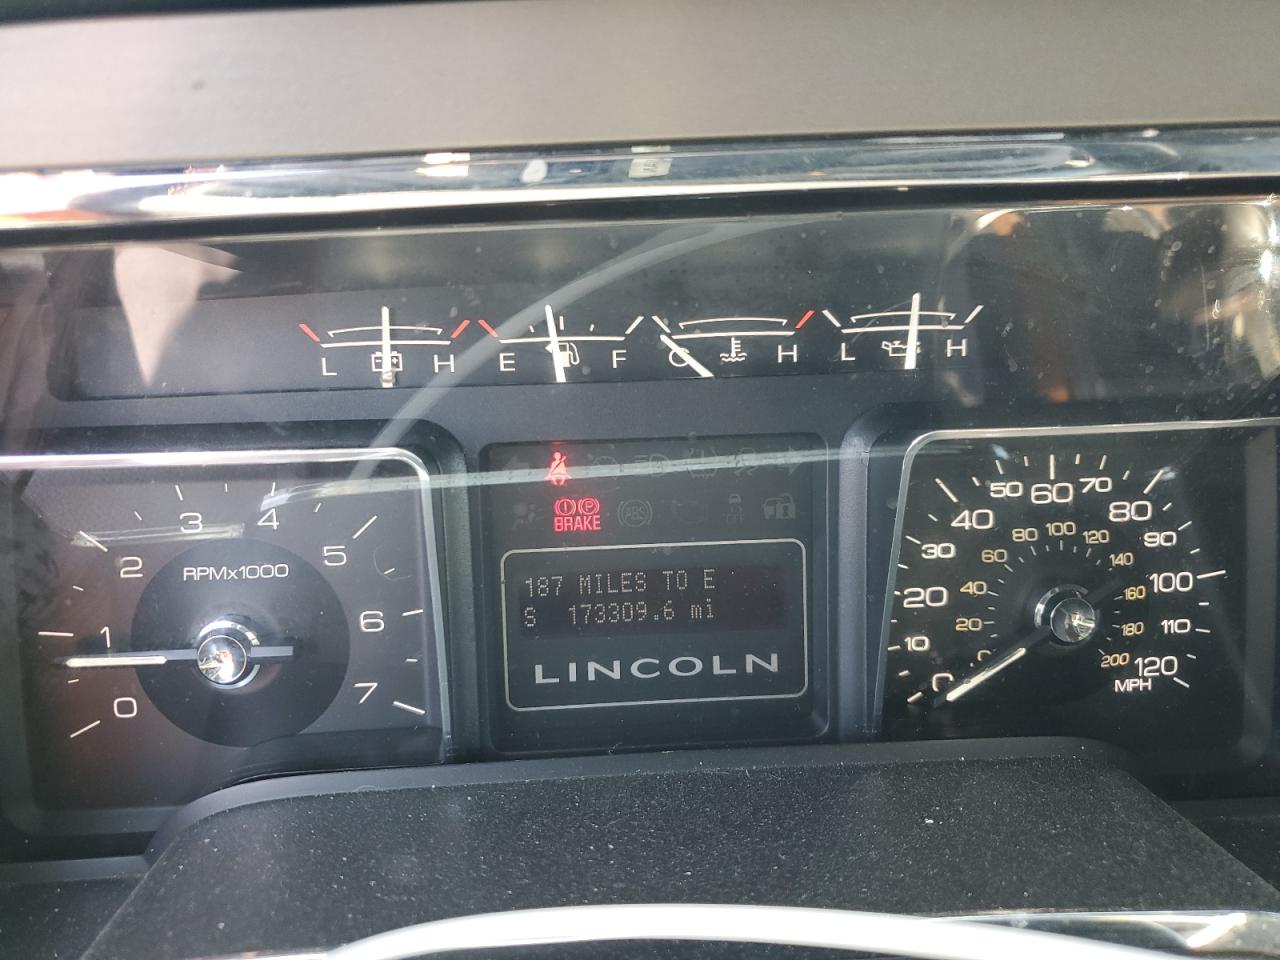 L H E F C H L H
RPMx1000
0 1 2 3 4 5 6 7
BRAKE
187 MILES TO E
S 173309.6 mi
LINCOLN
0 10 20 30 40 50 60 70 80 90 100 110 120
MPH
20 40 60 80 100 120 140 160 180 200